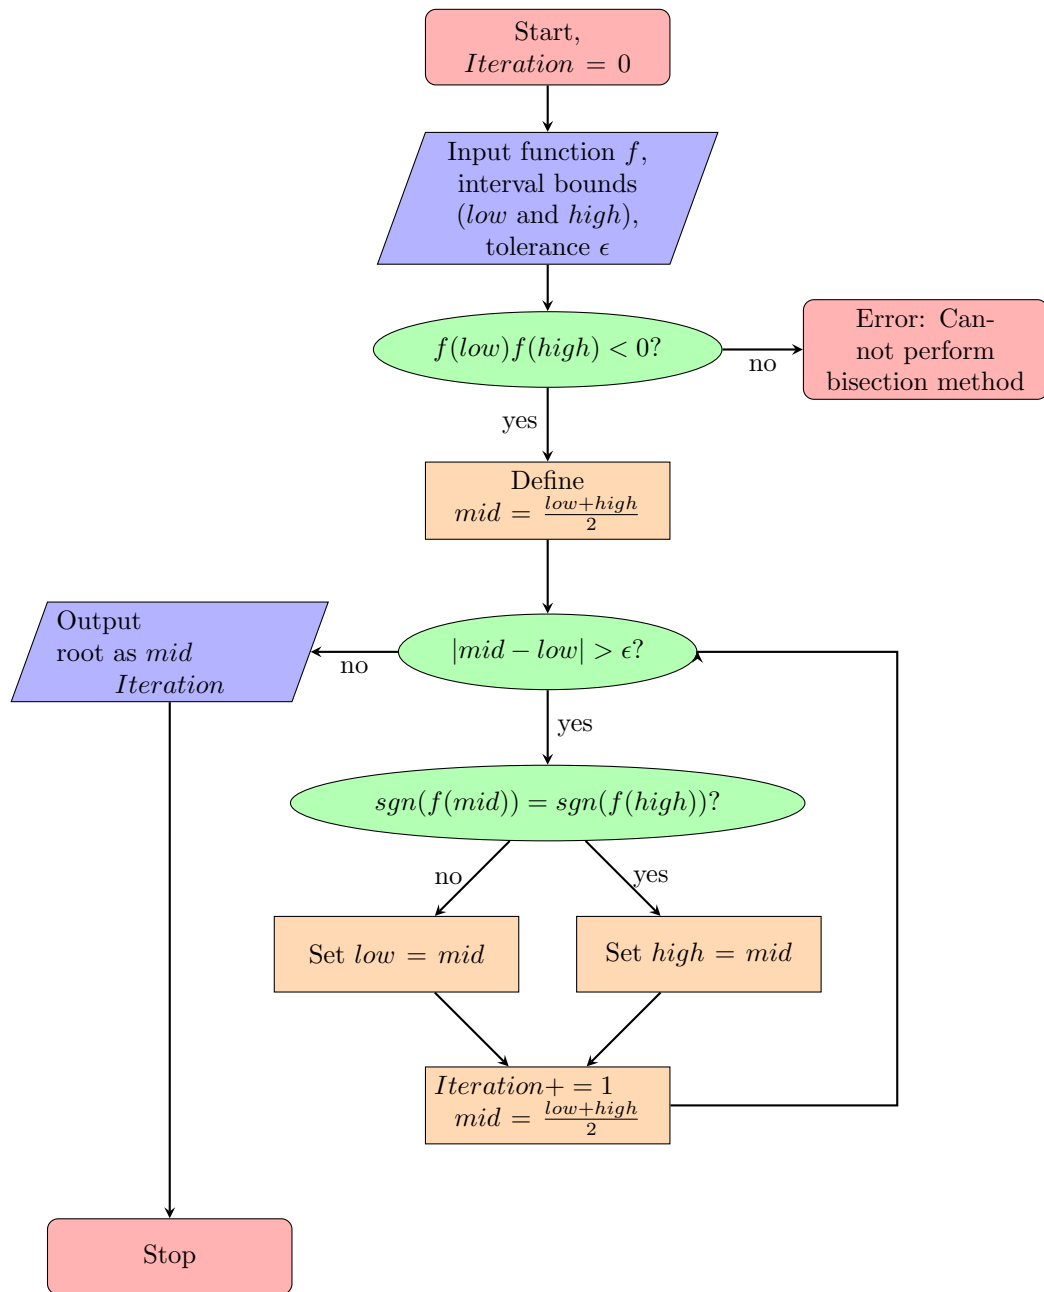 Start,
Iteration = 0
Input function f,
interval bounds
(low and high),
tolerance ϵ
f(low)f(high) < 0?
no
Error: Can-
not perform
bisection method
yes
Define
mid = \frac{low+high}{2}
|mid − low| > ϵ?
no
Output
root as mid
Iteration
yes
sgn(f(mid)) = sgn(f(high))?
no
yes
Set low = mid
Set high = mid
Iteration+ = 1
mid = \frac{low+high}{2}
Stop